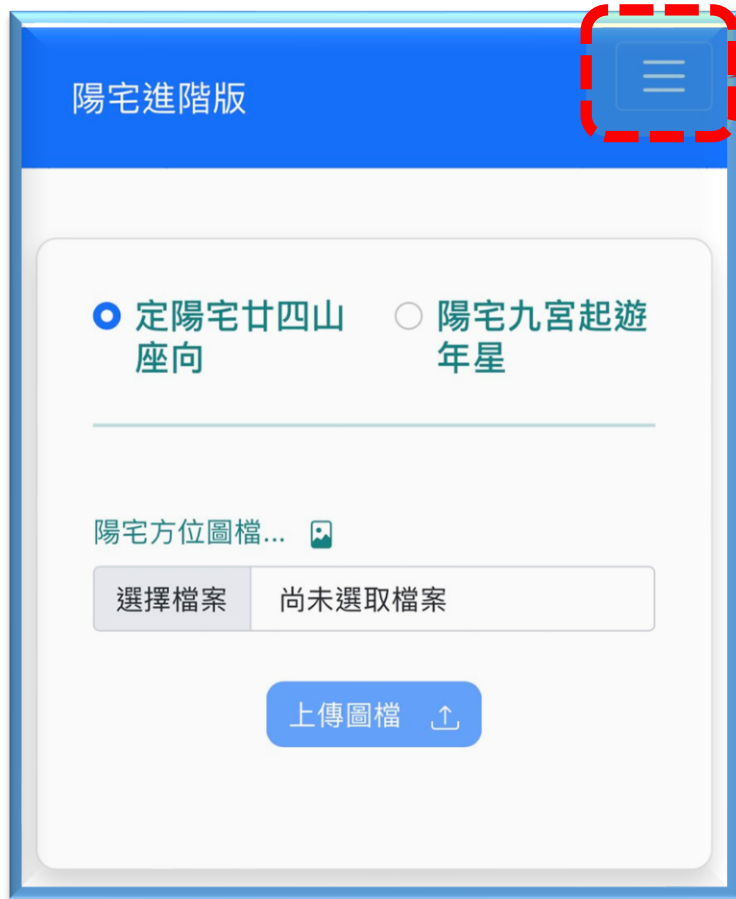 陽宅進階版
定陽宅廿四山
座向
陽宅九宮起遊
年星
陽宅方位圖檔...
選擇檔案 尚未選取檔案
上傳圖檔